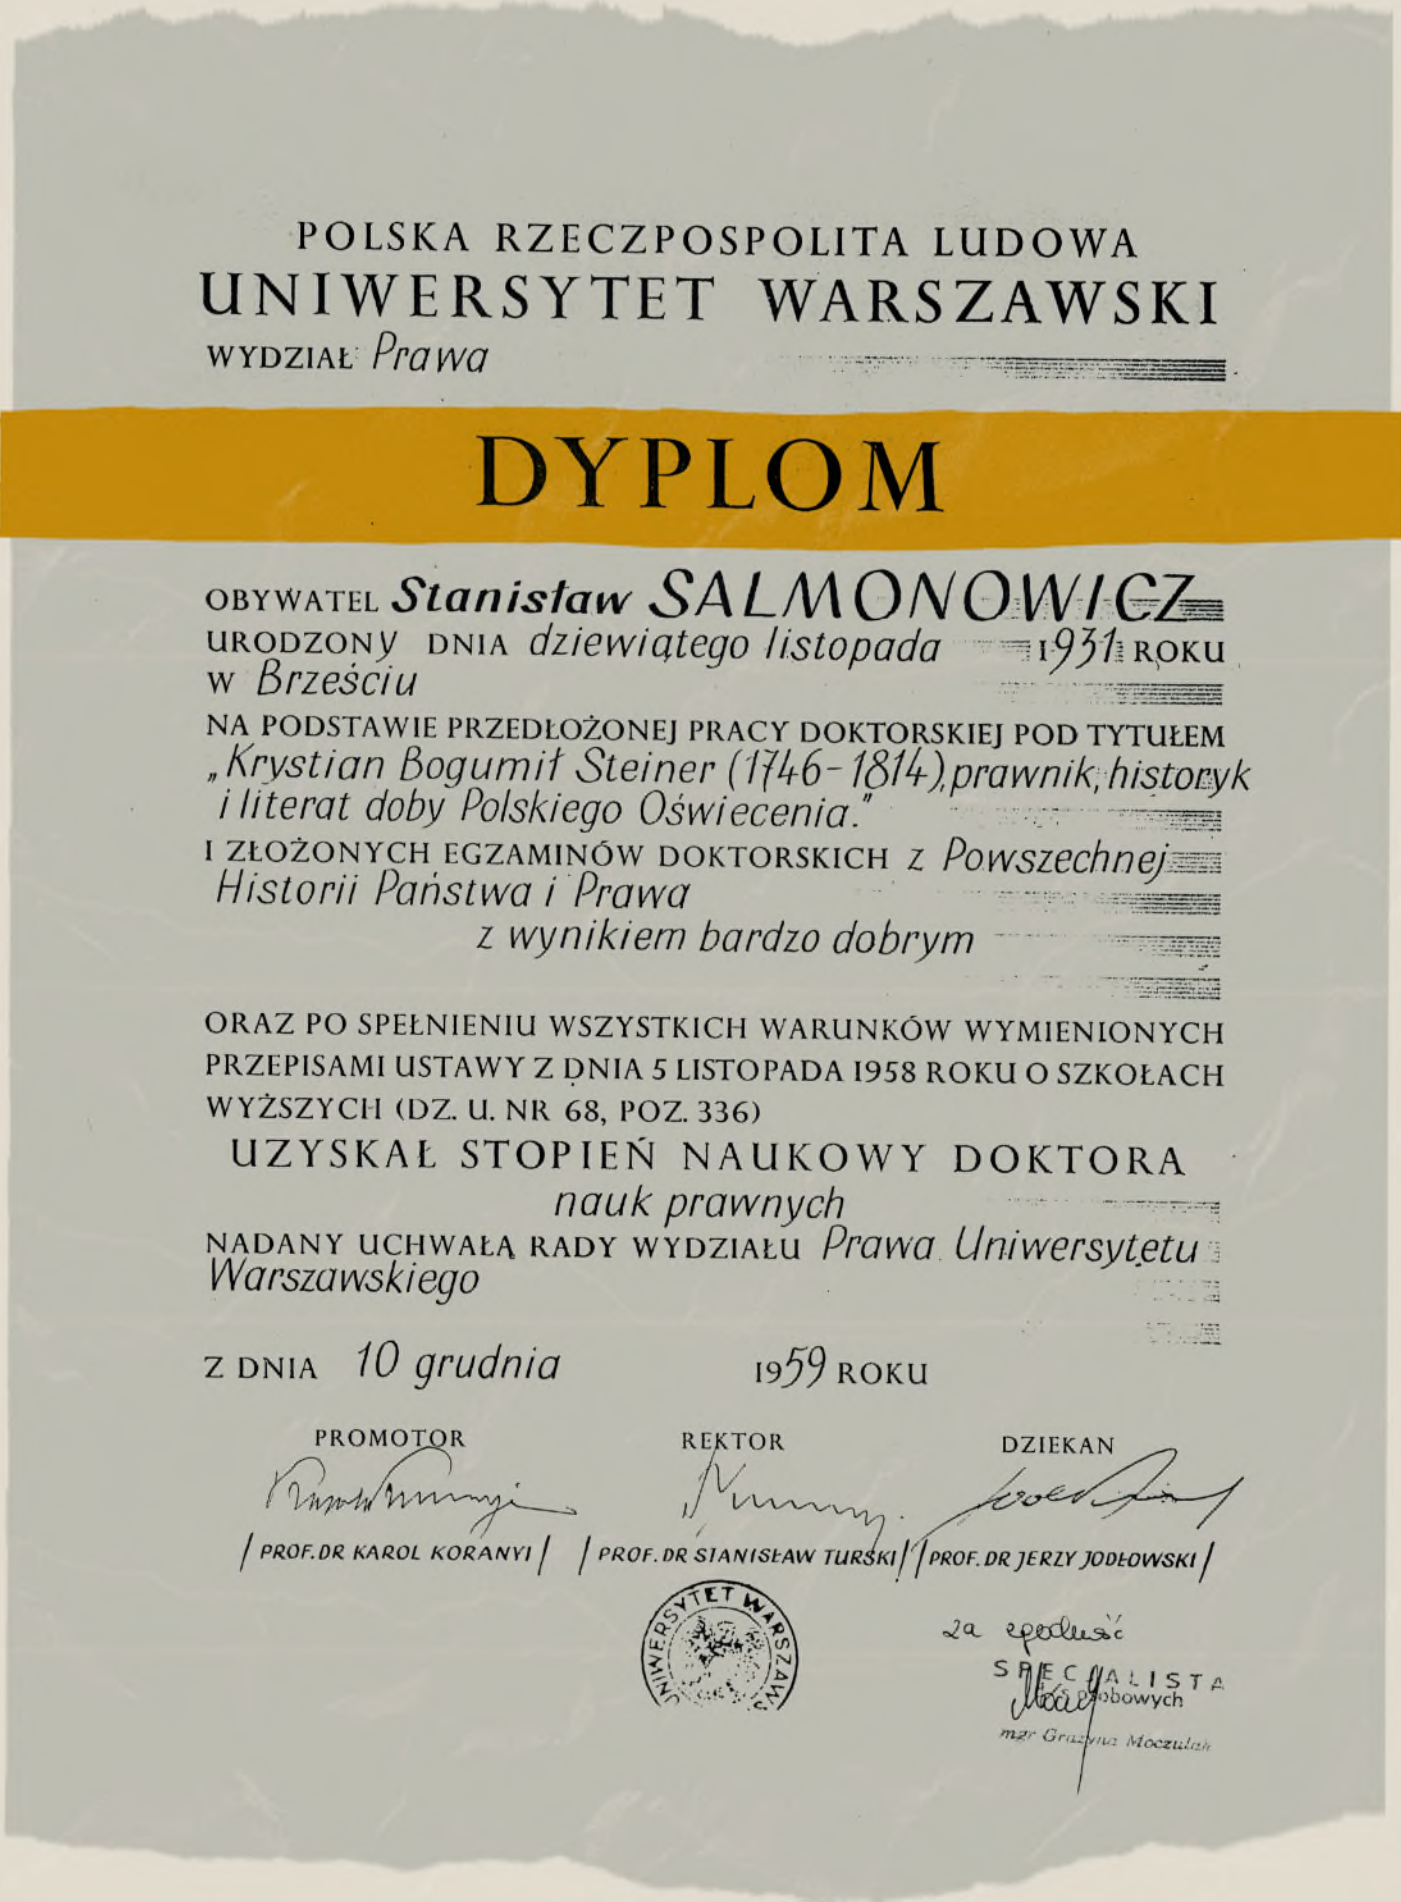 POLSKA RZECZPOSPOLITA LUDOWA
UNIWERSYTET WARSZAWSKI
WYDZIAŁ Prawa
DYPLOM
OBYWATEL Stanisław SALMONOWICZ
URODZONY DNIA dziewiątego listopada 1931 ROKU
W Brześciu
NA PODSTAWIE PRZEDŁOŻONEJ PRACY DOKTORSKIEJ POD TYTUŁEM
„Krystian Bogumił Steiner (1746-1814), prawnik, historyk
i literat doby Polskiego Oświecenia."
I ZŁOŻONYCH EGZAMINÓW DOKTORSKICH Z Powszechnej
Historii Państwa i Prawa
z wynikiem bardzo dobrym
ORAZ PO SPEŁNIENIU WSZYSTKICH WARUNKÓW WYMIENIONYCH
PRZEPISAMI USTAWY Z DNIA 5 LISTOPADA 1958 ROKU O SZKOŁACH
WYŻSZYCH (DZ. U. NR 68, POZ. 336)
UZYSKAŁ STOPIEŃ NAUKOWY DOKTORA
nauk prawnych
NADANY UCHWAŁĄ RADY WYDZIAŁU Prawa Uniwersytetu
Warszawskiego
Z DNIA 10 grudnia 1959 ROKU
PROMOTOR REKTOR DZIEKAN
/PROF. DR KAROL KORANYI/ /PROF. DR STANISŁAW TURSKI/ /PROF. DR JERZY JODŁOWSKI/
UNIWERSYTET WARSZAWS
za zgodność
SPECJALISTA
osobowych
mgr Grażyna